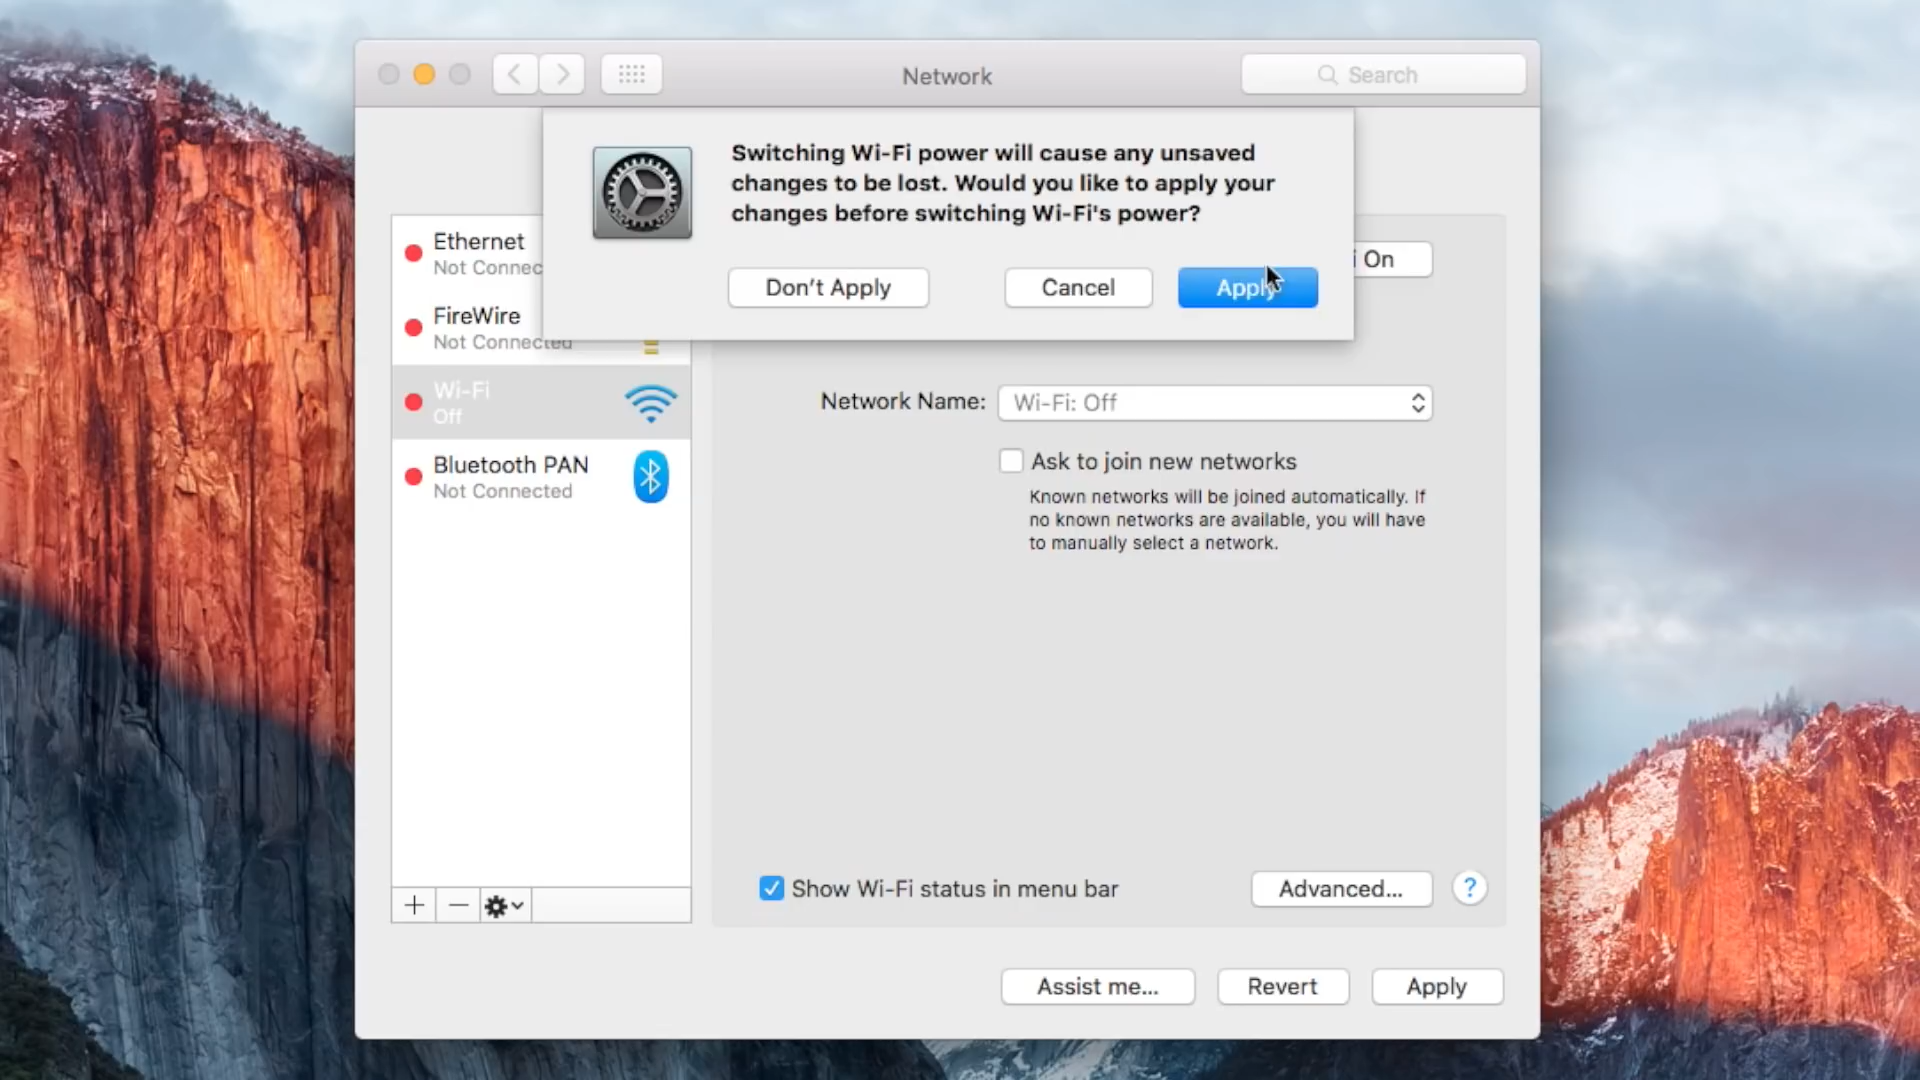 Network
Search
Switching Wi-Fi power will cause any unsaved
changes to be lost. Would you like to apply your
changes before switching Wi-Fi's power?
Don't Apply
Cancel
Apply
i On
Ethernet
Not Connec
FireWire
Not Connected
Wi-Fi
Off
Bluetooth PAN
Not Connected
Network Name:
Wi-Fi: Off
Ask to join new networks
Known networks will be joined automatically. If
no known networks are available, you will have
to manually select a network.
Show Wi-Fi status in menu bar
Advanced...
?
Assist me...
Revert
Apply